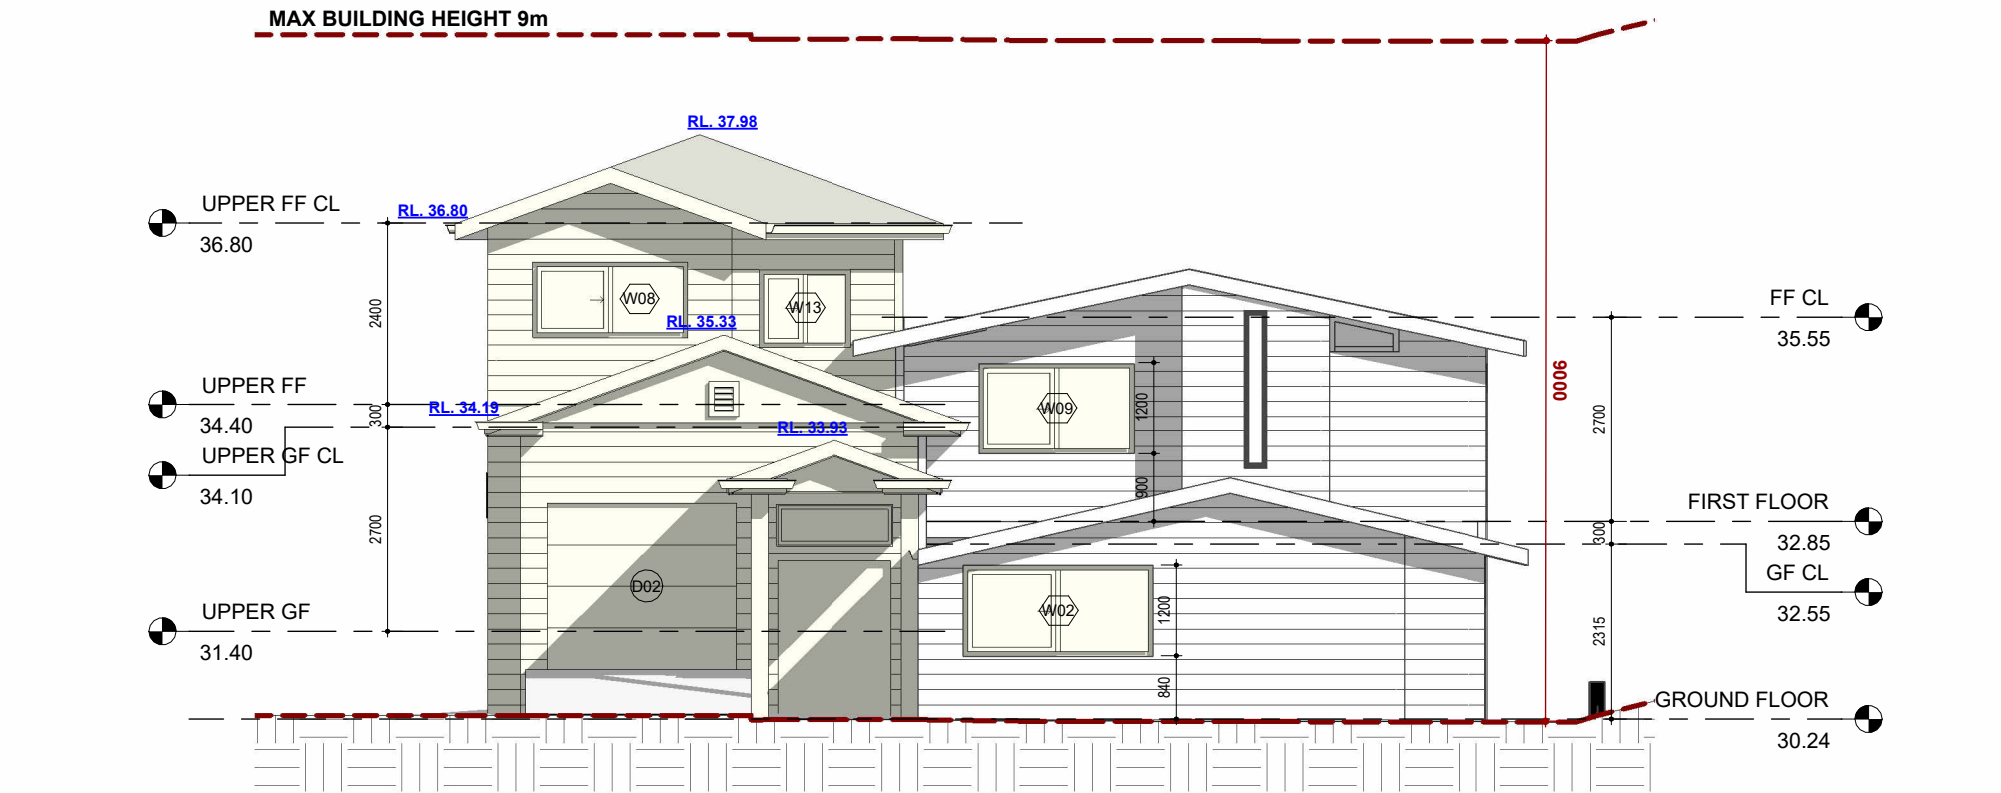 MAX BUILDING HEIGHT 9m
RL. 37.98
UPPER FF CL
36.80
RL. 36.80
2400
W08
W13
RL. 35.33
FF CL
35.55
9000
2700
UPPER FF
34.40
300
RL. 34.19
UPPER GF CL
34.10
RL. 33.93
W09
1200
900
FIRST FLOOR
32.85
300
GF CL
32.55
2700
D02
W02
1200
840
2315
UPPER GF
31.40
GROUND FLOOR
30.24